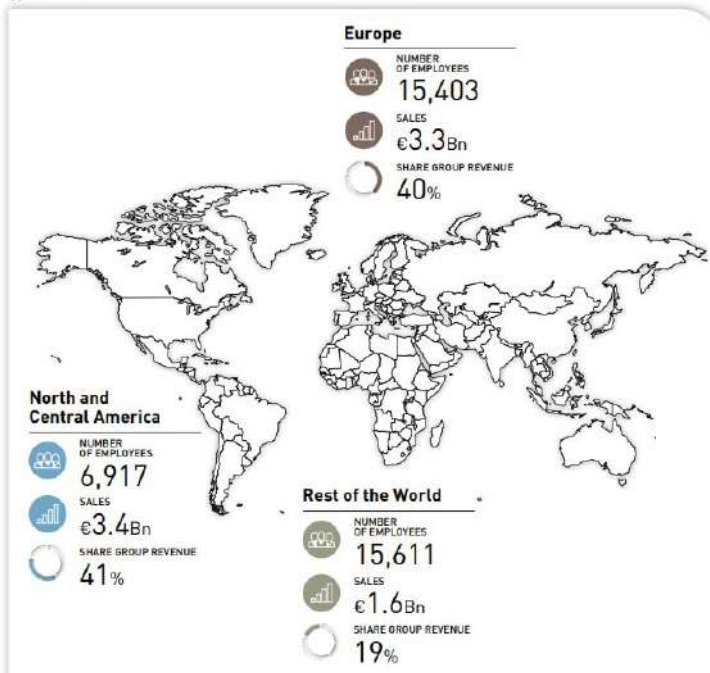 Europe
NUMBER
OF EMPLOYEES
15,403
SALES
€3.3Bn
SHARE GROUP REVENUE
40%
North and
Central America
NUMBER
OF EMPLOYEES
6,917
SALES
€3.4Bn
SHARE GROUP REVENUE
41%
Rest of the World
NUMBER
OF EMPLOYEES
15,611
SALES
€1.6Bn
SHARE GROUP REVENUE
19%